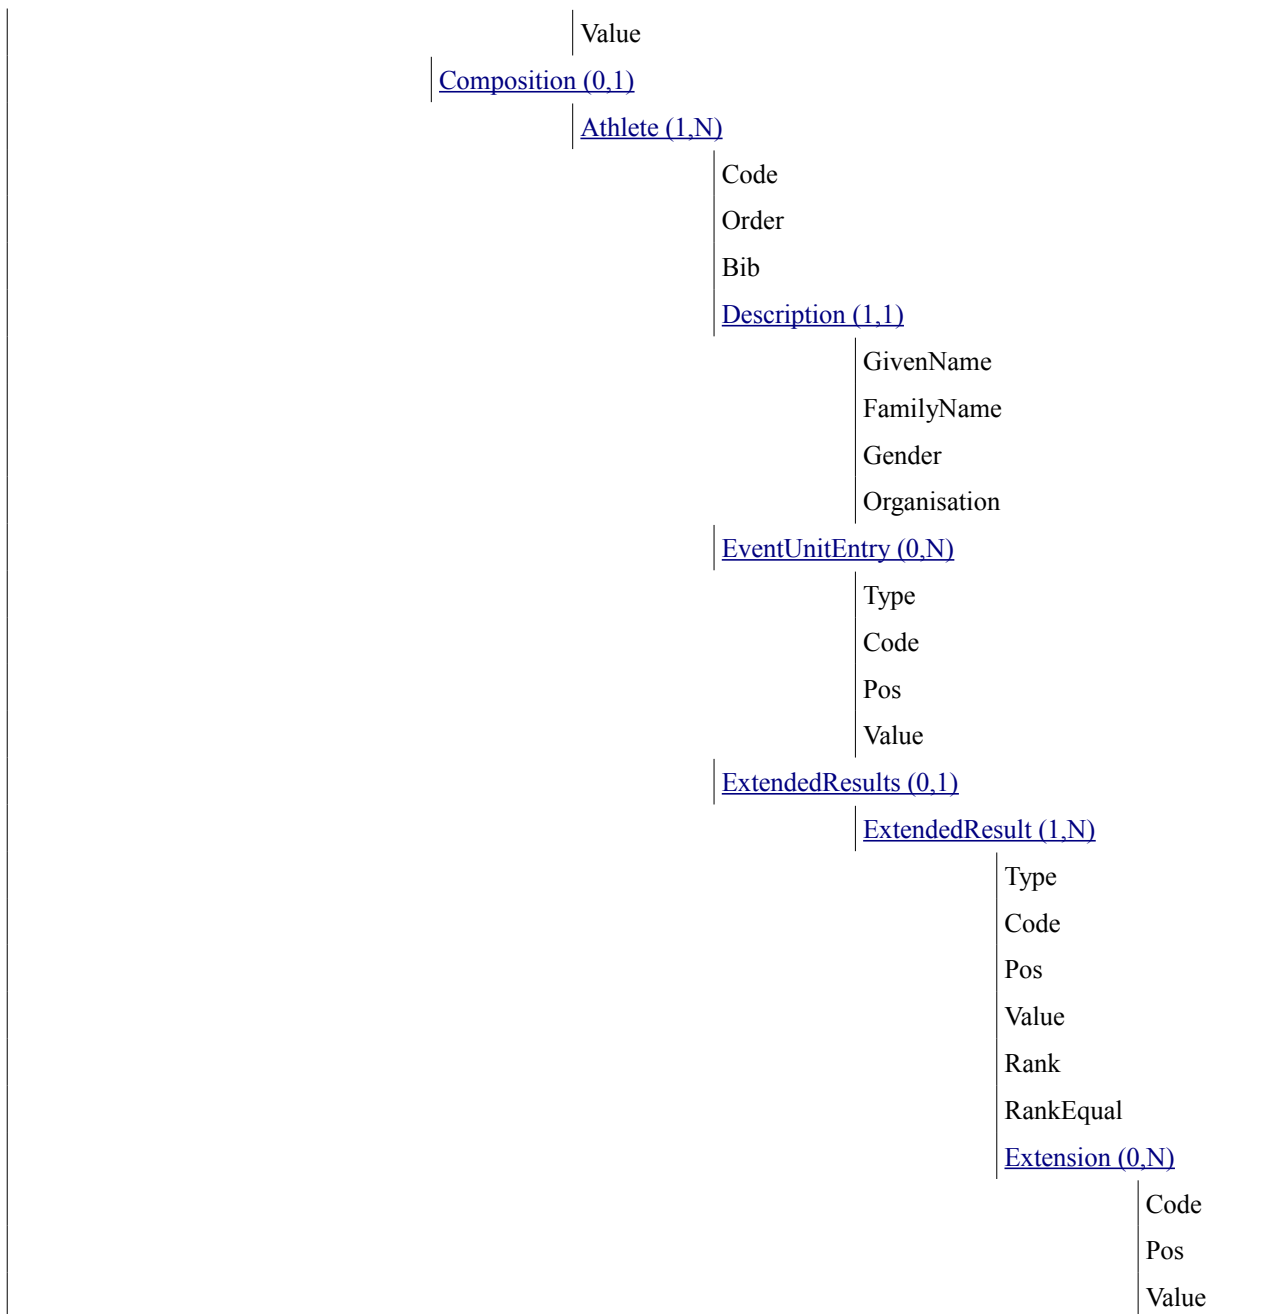 Value
Composition (0,1)
Athlete (1,N)
Code
Order
Bib
Description (1,1)
GivenName
FamilyName
Gender
Organisation
EventUnitEntry (0,N)
Type
Code
Pos
Value
ExtendedResults (0,1)
ExtendedResult (1,N)
Type
Code
Pos
Value
Rank
RankEqual
Extension (0,N)
Code
Pos
Value